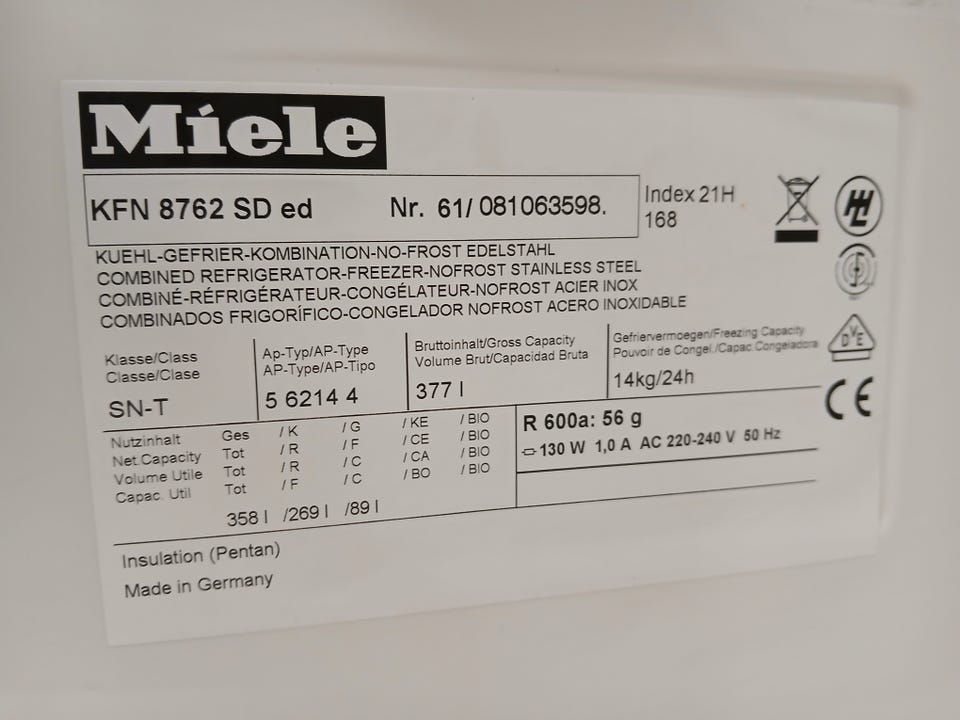 Miele
KFN 8762 SD ed Nr. 61/ 081063598.
Index 21H
168
KUEHL-GEFRIER-KOMBINATION-NO-FROST EDELSTAHL
COMBINED REFRIGERATOR-FREEZER-NOFROST STAINLESS STEEL
COMBINÉ-RÉFRIGÉRATEUR-CONGÉLATEUR-NOFROST ACIER INOX
COMBINADOS FRIGORÍFICO-CONGELADOR NOFROST ACERO INOXIDABLE
Klasse/Class
Classe/Clase
SN-T
Ap-Typ/AP-Type
AP-Type/AP-Tipo
5 6214 4
Bruttoinhalt/Gross Capacity
Volume Brut/Capacidad Bruta
377 l
Gefriervermoegen/Freezing Capacity
Pouvoir de Congel./Capac.Congeladora
14kg/24h
DVE
CE
Nutzinhalt Ges /K /G /KE /BIO
Net.Capacity Tot /R /F /CE /BIO
Volume Utile Tot /R /C /CA /BIO
Capac. Util Tot /F /C /BO /BIO
358 l /269 l /89 l
R 600a: 56 g
130 W 1,0 A AC 220-240 V 50 Hz
Insulation (Pentan)
Made in Germany